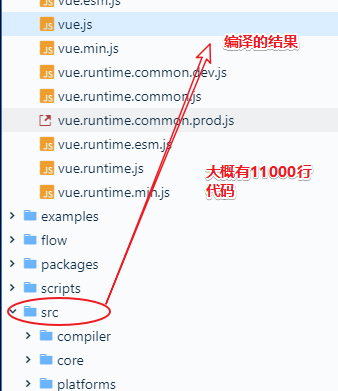 vue.esm.js
vue.js
编译的结果
vue.min.js
vue.runtime.common.dev.js
vue.runtime.common.js
vue.runtime.common.prod.js
vue.runtime.esm.js
vue.runtime.js
大概有11000行
代码
vue.runtime.min.js
examples
flow
packages
scripts
src
compiler
core
platforms